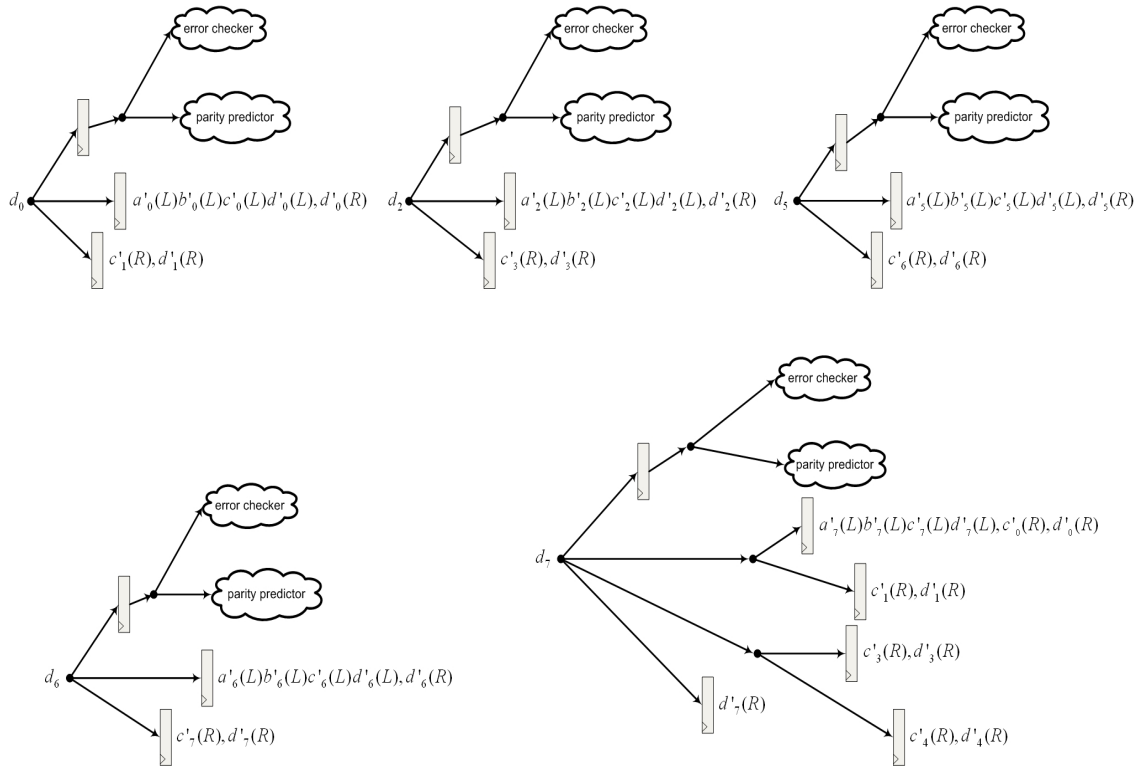 error checker
parity predictor
d_0
a'_0(L)b'_0(L)c'_0(L)d'_0(L),d'_0(R)
c'_1(R),d'_1(R)
error checker
parity predictor
d_2
a'_2(L)b'_2(L)c'_2(L)d'_2(L),d'_2(R)
c'_3(R),d'_3(R)
error checker
parity predictor
d_5
a'_5(L)b'_5(L)c'_5(L)d'_5(L),d'_5(R)
c'_6(R),d'_6(R)
error checker
parity predictor
d_6
a'_6(L)b'_6(L)c'_6(L)d'_6(L),d'_6(R)
c'_7(R),d'_7(R)
error checker
parity predictor
d_7
a'_7(L)b'_7(L)c'_7(L)d'_7(L),c'_0(R),d'_0(R)
c'_1(R),d'_1(R)
c'_3(R),d'_3(R)
d'_7(R)
c'_4(R),d'_4(R)